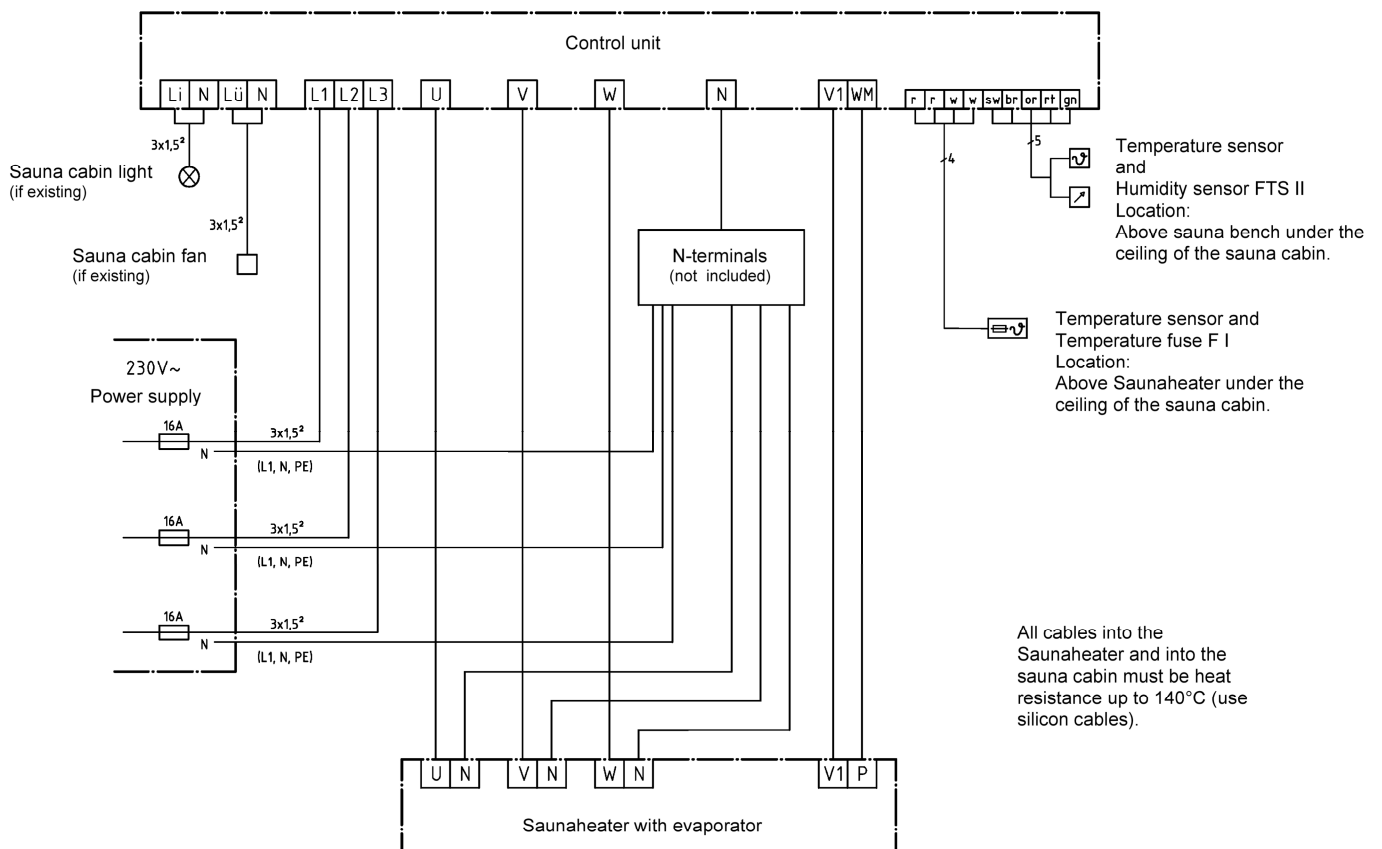 Control unit
Li N Lü N L1 L2 L3 U V W N V1 WM r r w w sw br or rt gn
3x1,5²
Sauna cabin light
(if existing)
3x1,5²
Sauna cabin fan
(if existing)
4
5
Temperature sensor
and
Humidity sensor FTS II
Location:
Above sauna bench under the
ceiling of the sauna cabin.
N-terminals
(not included)
Temperature sensor and
Temperature fuse F I
Location:
Above Saunaheater under the
ceiling of the sauna cabin.
230V~
Power supply
16A
N
3x1,5²
(L1, N, PE)
16A
N
3x1,5²
(L1, N, PE)
16A
N
3x1,5²
(L1, N, PE)
All cables into the
Saunaheater and into the
sauna cabin must be heat
resistance up to 140°C (use
silicon cables).
U N V N W N V1 P
Saunaheater with evaporator